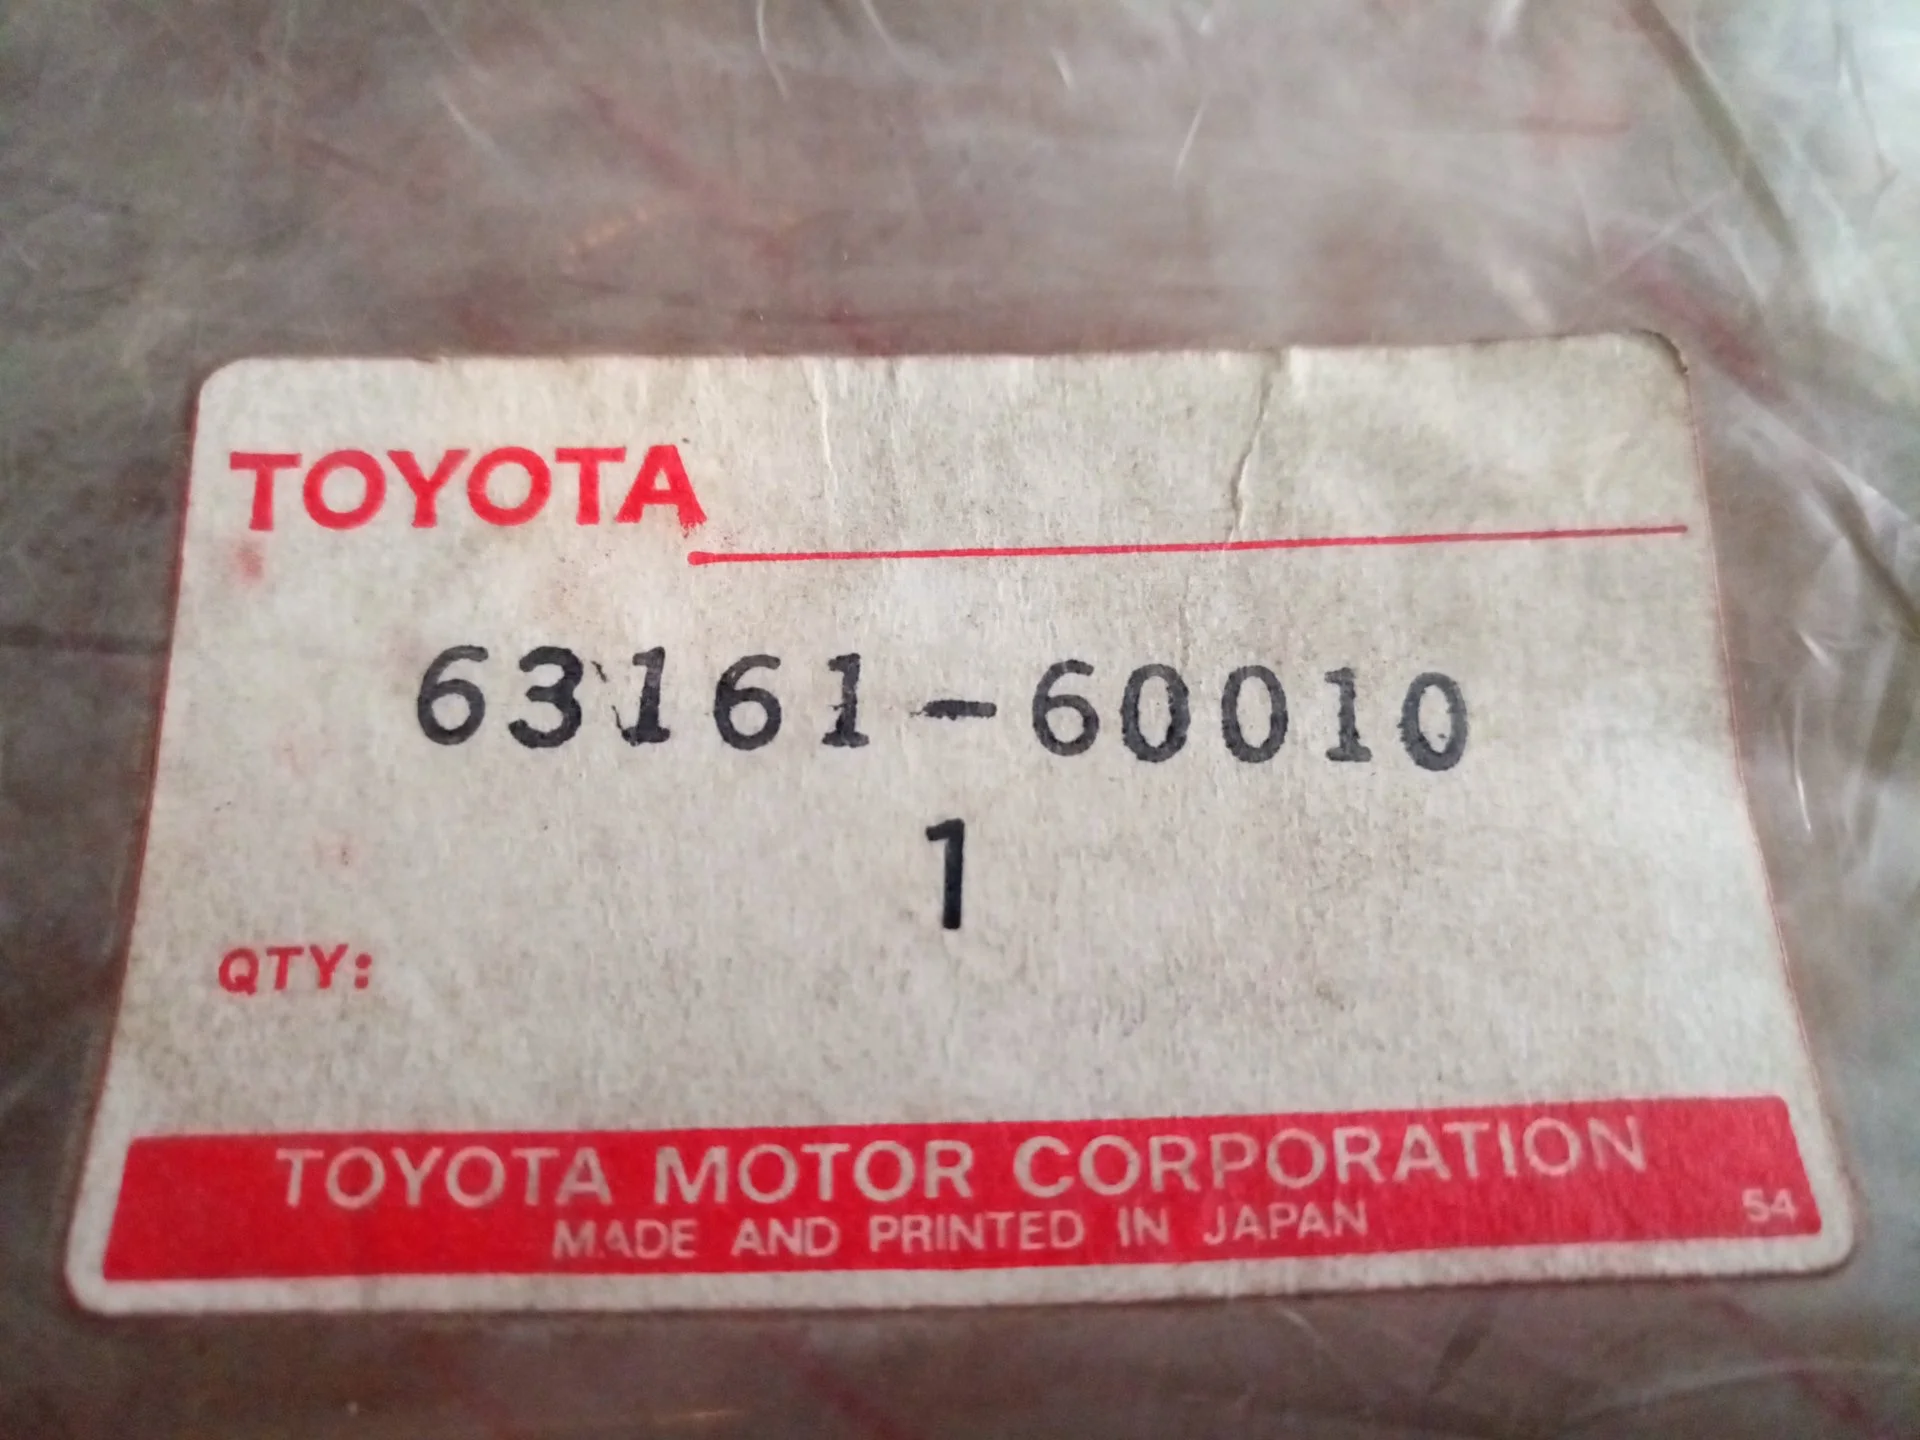 TOYOTA
63161-60010
1
QTY:
TOYOTA MOTOR CORPORATION
MADE AND PRINTED IN JAPAN
54